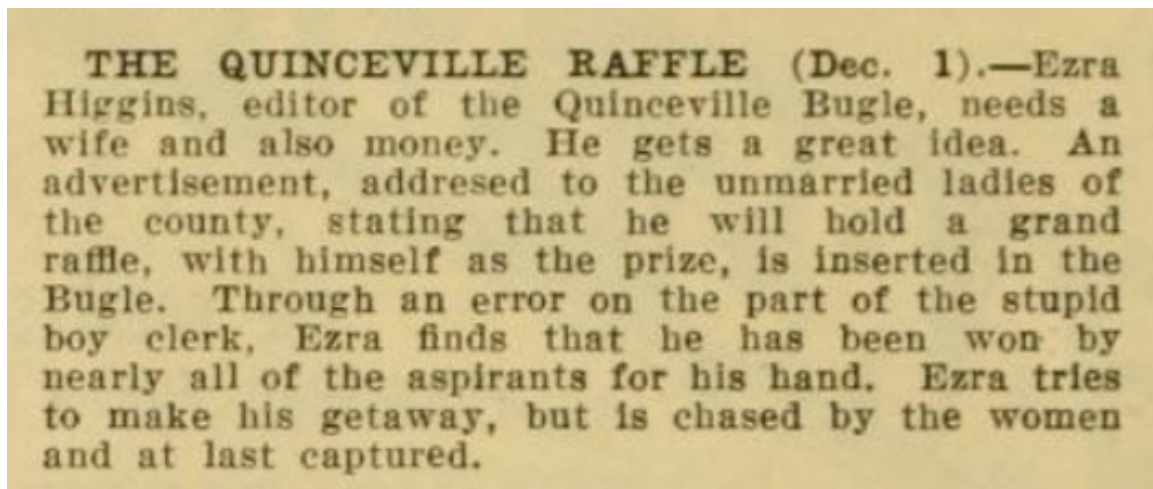 THE QUINCEVILLE RAFFLE (Dec. 1).—Ezra
Higgins, editor of the Quinceville Bugle, needs a
wife and also money. He gets a great idea. An
advertisement, addresed to the unmarried ladies of
the county, stating that he will hold a grand
raffle, with himself as the prize, is inserted in the
Bugle. Through an error on the part of the stupid
boy clerk, Ezra finds that he has been won by
nearly all of the aspirants for his hand. Ezra tries
to make his getaway, but is chased by the women
and at last captured.